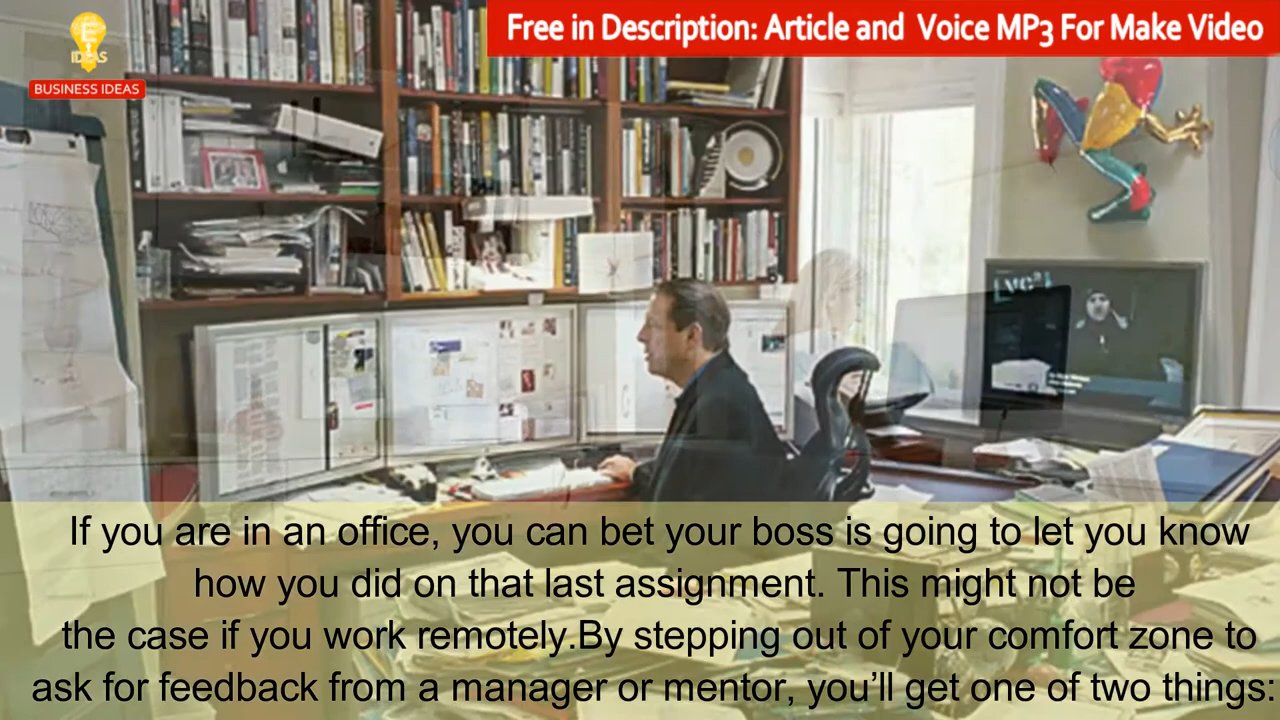 Free in Description: Article and Voice MP3 For Make Video
IDEAS
BUSINESS IDEAS
If you are in an office, you can bet your boss is going to let you know
how you did on that last assignment. This might not be
the case if you work remotely.By stepping out of your comfort zone to
ask for feedback from a manager or mentor, you’ll get one of two things: